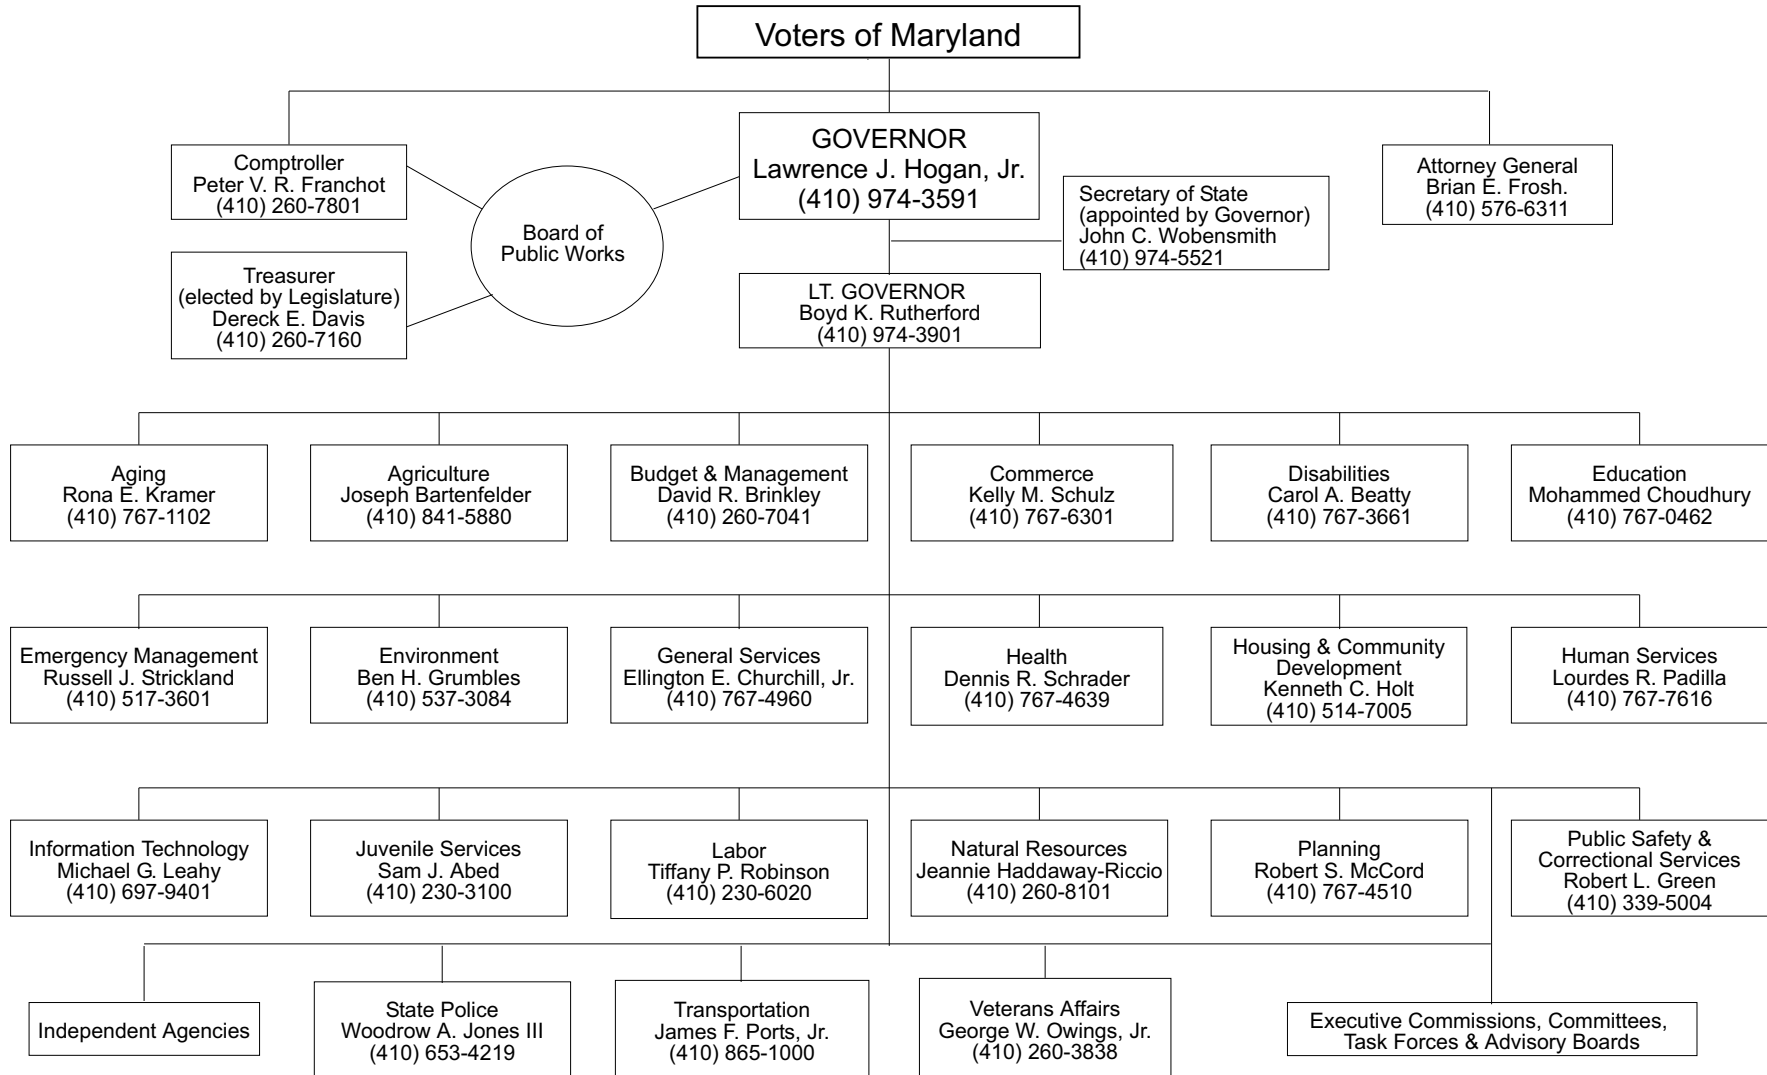 Voters of Maryland
GOVERNOR
Lawrence J. Hogan, Jr.
(410) 974-3591
Comptroller
Peter V. R. Franchot
(410) 260-7801
Attorney General
Brian E. Frosh.
(410) 576-6311
Secretary of State
(appointed by Governor)
John C. Wobensmith
(410) 974-5521
Board of
Public Works
Treasurer
(elected by Legislature)
Dereck E. Davis
(410) 260-7160
LT. GOVERNOR
Boyd K. Rutherford
(410) 974-3901
Aging
Rona E. Kramer
(410) 767-1102
Agriculture
Joseph Bartenfelder
(410) 841-5880
Budget & Management
David R. Brinkley
(410) 260-7041
Commerce
Kelly M. Schulz
(410) 767-6301
Disabilities
Carol A. Beatty
(410) 767-3661
Education
Mohammed Choudhury
(410) 767-0462
Emergency Management
Russell J. Strickland
(410) 517-3601
Environment
Ben H. Grumbles
(410) 537-3084
General Services
Ellington E. Churchill, Jr.
(410) 767-4960
Health
Dennis R. Schrader
(410) 767-4639
Housing & Community
Development
Kenneth C. Holt
(410) 514-7005
Human Services
Lourdes R. Padilla
(410) 767-7616
Information Technology
Michael G. Leahy
(410) 697-9401
Juvenile Services
Sam J. Abed
(410) 230-3100
Labor
Tiffany P. Robinson
(410) 230-6020
Natural Resources
Jeannie Haddaway-Riccio
(410) 260-8101
Planning
Robert S. McCord
(410) 767-4510
Public Safety &
Correctional Services
Robert L. Green
(410) 339-5004
Independent Agencies
State Police
Woodrow A. Jones III
(410) 653-4219
Transportation
James F. Ports, Jr.
(410) 865-1000
Veterans Affairs
George W. Owings, Jr.
(410) 260-3838
Executive Commissions, Committees,
Task Forces & Advisory Boards